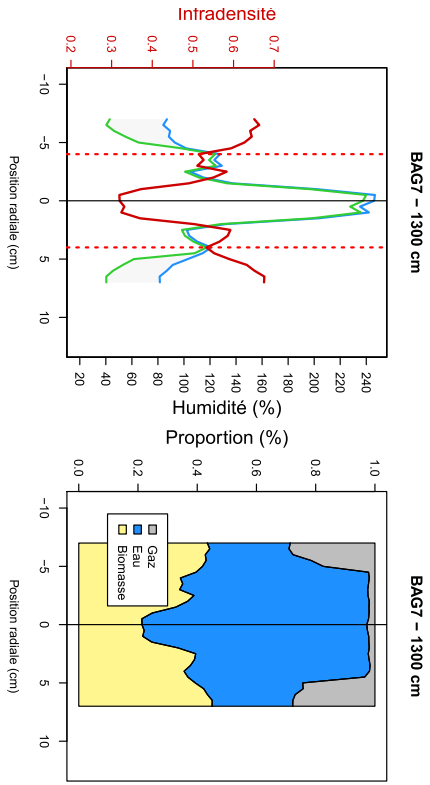 Intradensité
0.2 0.3 0.4 0.5 0.6 0.7
BAG7 − 1300 cm
−10 −5 0 5 10
Position radiale (cm)
20 40 60 80 100 120 140 160 180 200 220 240
Humidité (%)
Proportion (%)
0.0 0.2 0.4 0.6 0.8 1.0
BAG7 − 1300 cm
Gaz
Eau
Biomasse
−10 −5 0 5 10
Position radiale (cm)